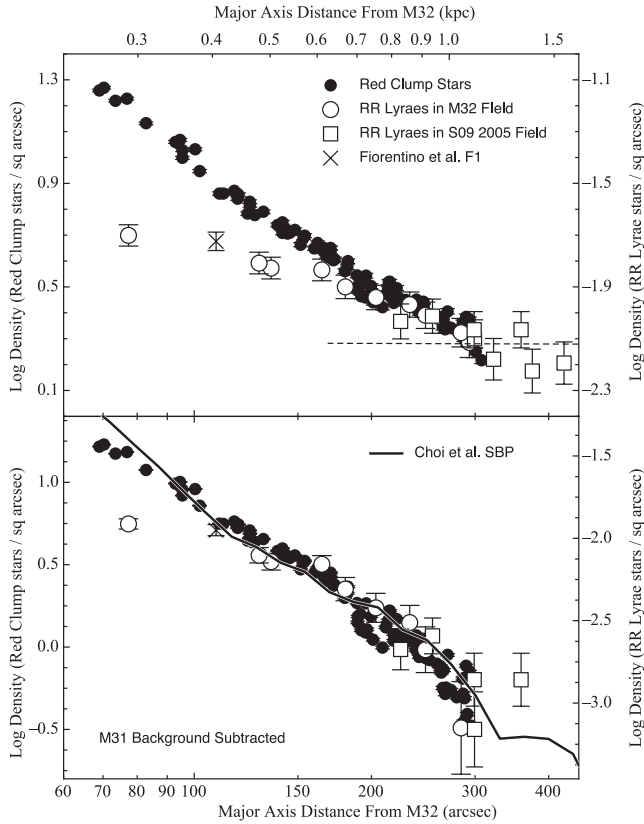 Major Axis Distance From M32 (kpc)
0.3 0.4 0.5 0.6 0.7 0.8 0.9 1.0 1.5
Log Density (Red Clump stars / sq arcsec)
1.3
0.9
0.5
0.1
Red Clump Stars
RR Lyraes in M32 Field
RR Lyraes in S09 2005 Field
Fiorentino et al. F1
−1.1
−1.5
−1.9
−2.3
Log Density (RR Lyrae stars / sq arcsec)
Log Density (Red Clump stars / sq arcsec)
1.0
0.5
0.0
−0.5
Choi et al. SBP
M31 Background Subtracted
−1.5
−2.0
−2.5
−3.0
Log Density (RR Lyrae stars / sq arcsec)
60 70 80 90 100 150 200 300 400
Major Axis Distance From M32 (arcsec)